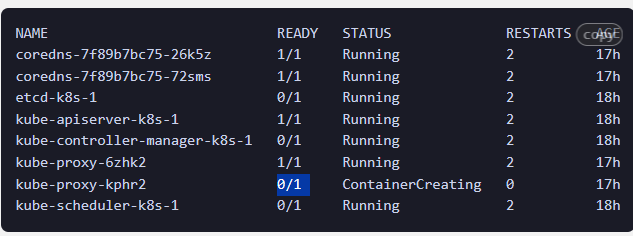 NAME READY STATUS RESTARTS AGE
copy
coredns-7f89b7bc75-26k5z 1/1 Running 2 17h
coredns-7f89b7bc75-72sms 1/1 Running 2 17h
etcd-k8s-1 0/1 Running 2 18h
kube-apiserver-k8s-1 1/1 Running 2 18h
kube-controller-manager-k8s-1 0/1 Running 2 18h
kube-proxy-6zhk2 1/1 Running 2 17h
kube-proxy-kphr2 0/1 ContainerCreating 0 17h
kube-scheduler-k8s-1 0/1 Running 2 18h